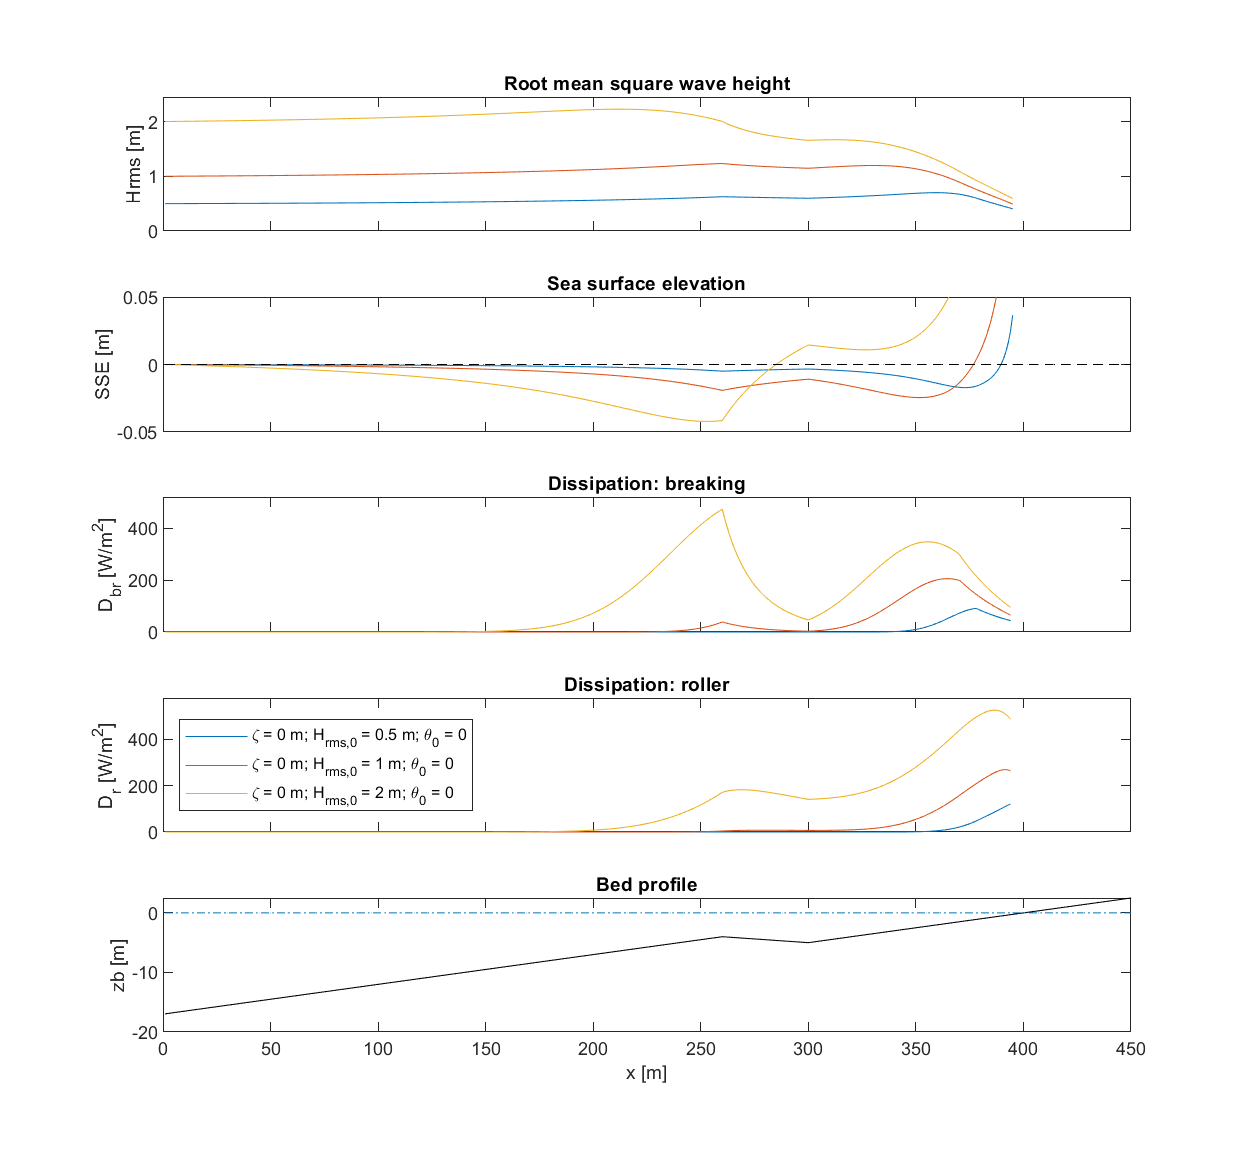 Root mean square wave height
2
1
0
Hrms [m]
Sea surface elevation
0.05
0
-0.05
SSE [m]
Dissipation: breaking
400
200
0
D_br [W/m^2]
Dissipation: roller
400
200
0
D_r [W/m^2]
ζ = 0 m; H_rms,0 = 0.5 m; θ_0 = 0
ζ = 0 m; H_rms,0 = 1 m; θ_0 = 0
ζ = 0 m; H_rms,0 = 2 m; θ_0 = 0
Bed profile
0
-10
-20
zb [m]
0 50 100 150 200 250 300 350 400 450
x [m]